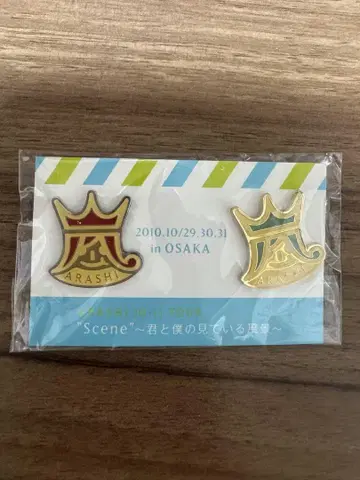 2010.10/29.30.31
in OSAKA
嵐
ARASHI
嵐
ARASHI
"Scene"～君と僕の見ている風景～